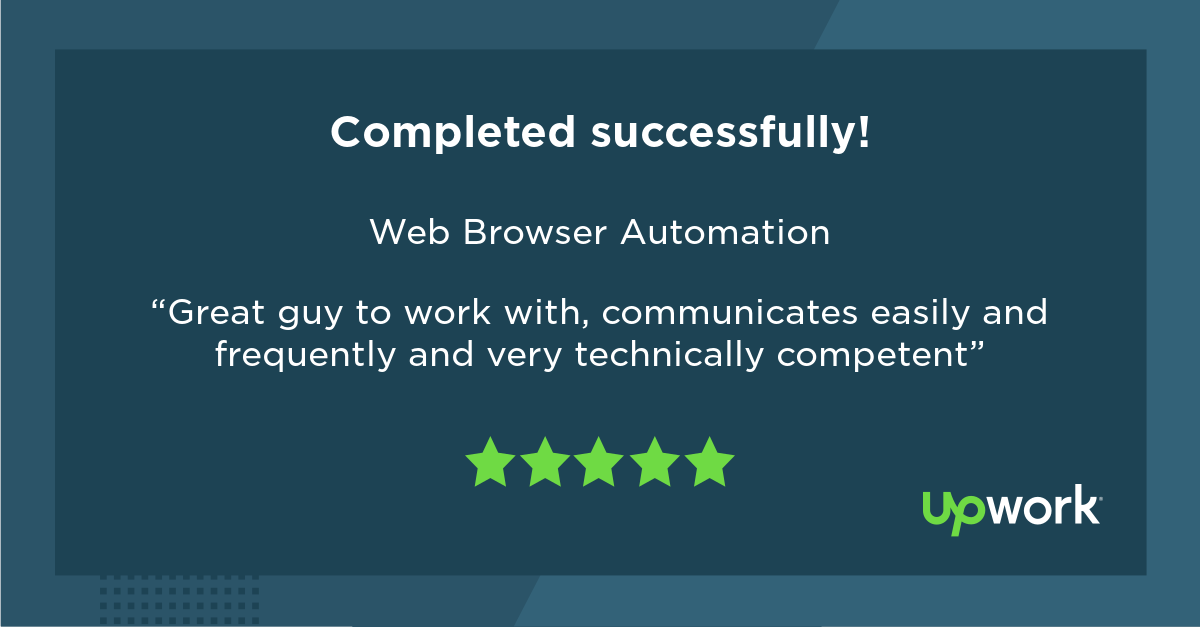 Completed successfully!
Web Browser Automation
“Great guy to work with, communicates easily and
frequently and very technically competent”
upwork